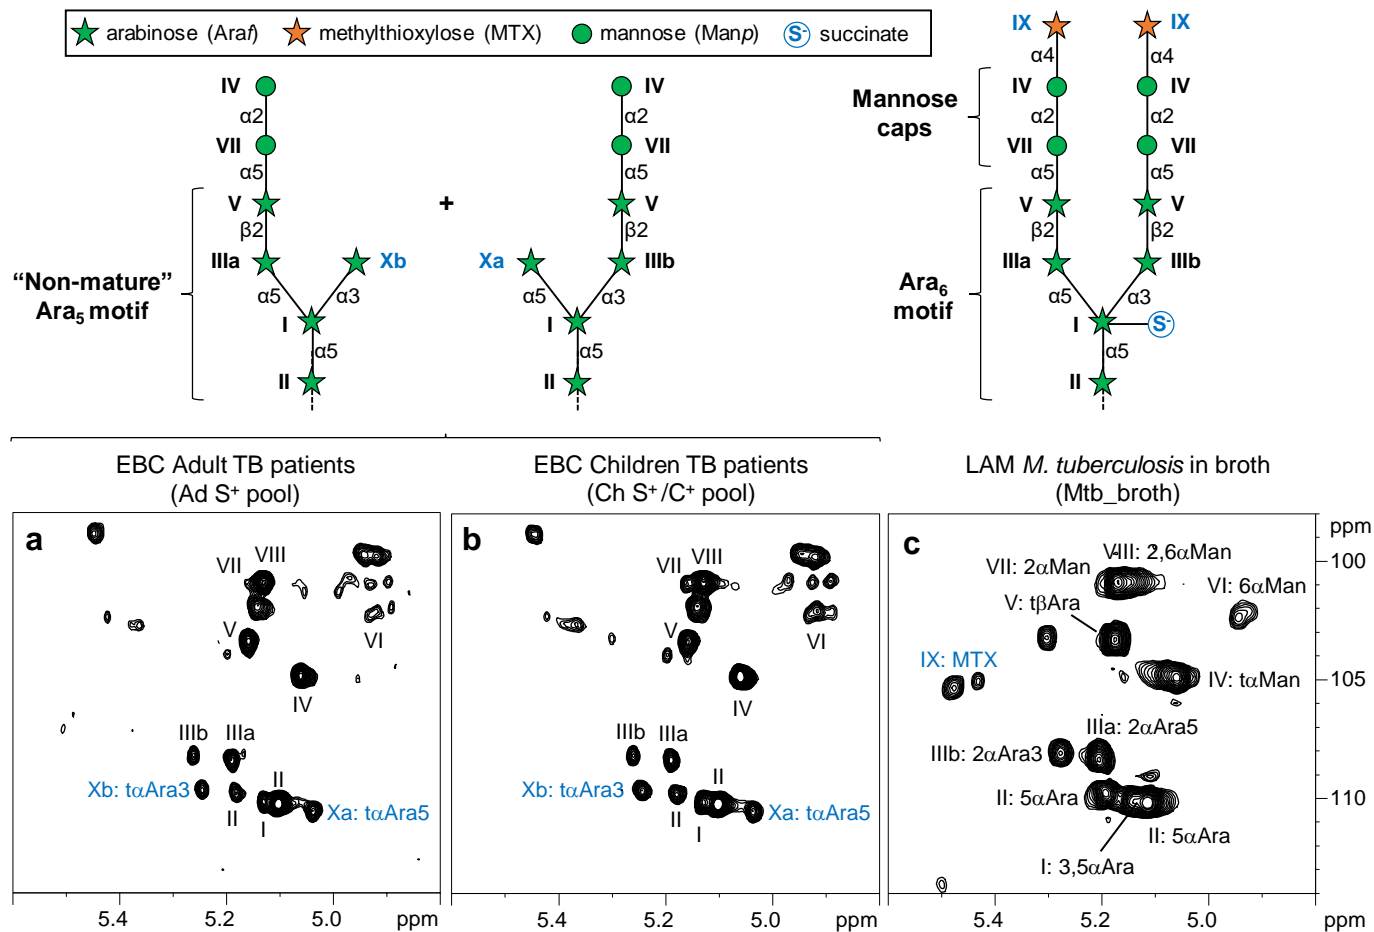 arabinose (Araf) methylthioxylose (MTX) mannose (Manp) S- succinate
IX IX
α4 α4
IV IV IV IV
Mannose caps
α2 α2 α2 α2
VII VII VII VII
α5 α5 α5 α5
V + V V V
β2 β2 β2 β2
IIIa Xb Xa IIIb IIIa IIIb
"Non-mature"
Ara5 motif
Ara6
motif
α5 α3 α5 α3 α5 α3
I I I S-
α5 α5 α5
II II II
EBC Adult TB patients
(Ad S+ pool)
EBC Children TB patients
(Ch S+/C+ pool)
LAM M. tuberculosis in broth
(Mtb_broth)
a
VII VIII
V
VI
IV
IIIb IIIa
Xb: tαAra3
II
II
I
Xa: tαAra5
5.4 5.2 5.0 ppm
b
VII VIII
V
VI
IV
IIIb IIIa
Xb: tαAra3
II
II
I
Xa: tαAra5
5.4 5.2 5.0 ppm
c
VIII: 2,6αMan
VII: 2αMan
V: tβAra
VI: 6αMan
IX: MTX
IV: tαMan
IIIa: 2αAra5
IIIb: 2αAra3
II: 5αAra
II: 5αAra
I: 3,5αAra
ppm
100
105
110
5.4 5.2 5.0 ppm